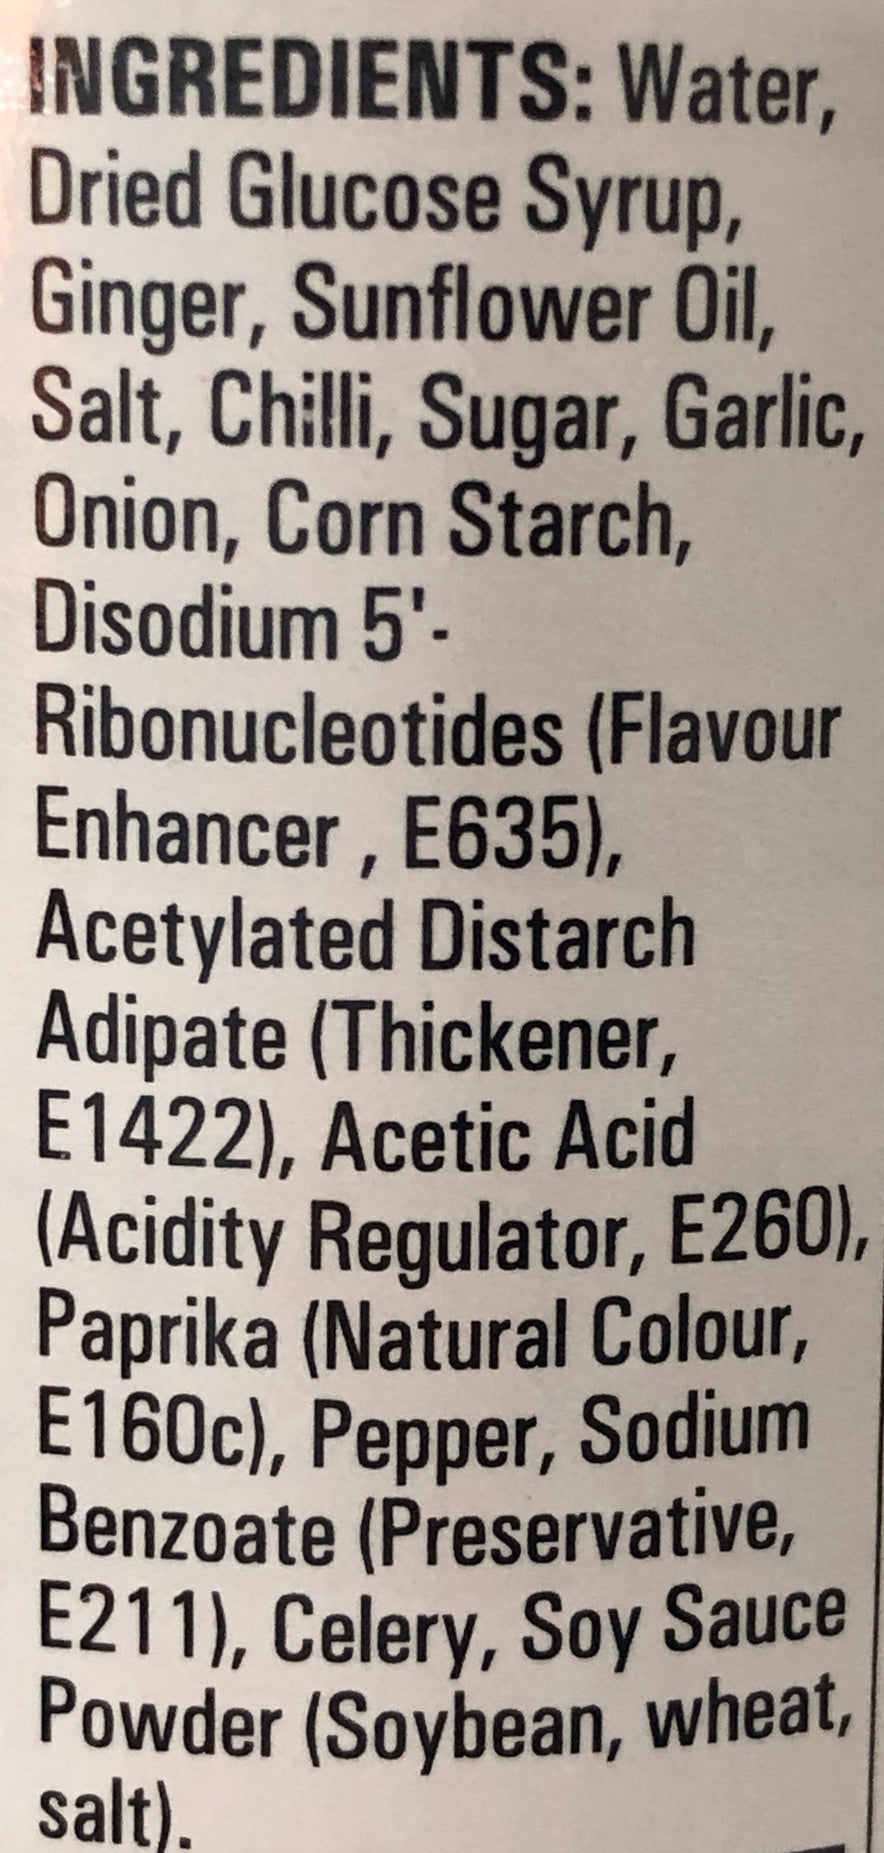 INGREDIENTS: Water,
Dried Glucose Syrup,
Ginger, Sunflower Oil,
Salt, Chilli, Sugar, Garlic,
Onion, Corn Starch,
Disodium 5'-
Ribonucleotides (Flavour
Enhancer , E635),
Acetylated Distarch
Adipate (Thickener,
E1422), Acetic Acid
(Acidity Regulator, E260),
Paprika (Natural Colour,
E160c), Pepper, Sodium
Benzoate (Preservative,
E211), Celery, Soy Sauce
Powder (Soybean, wheat,
salt).